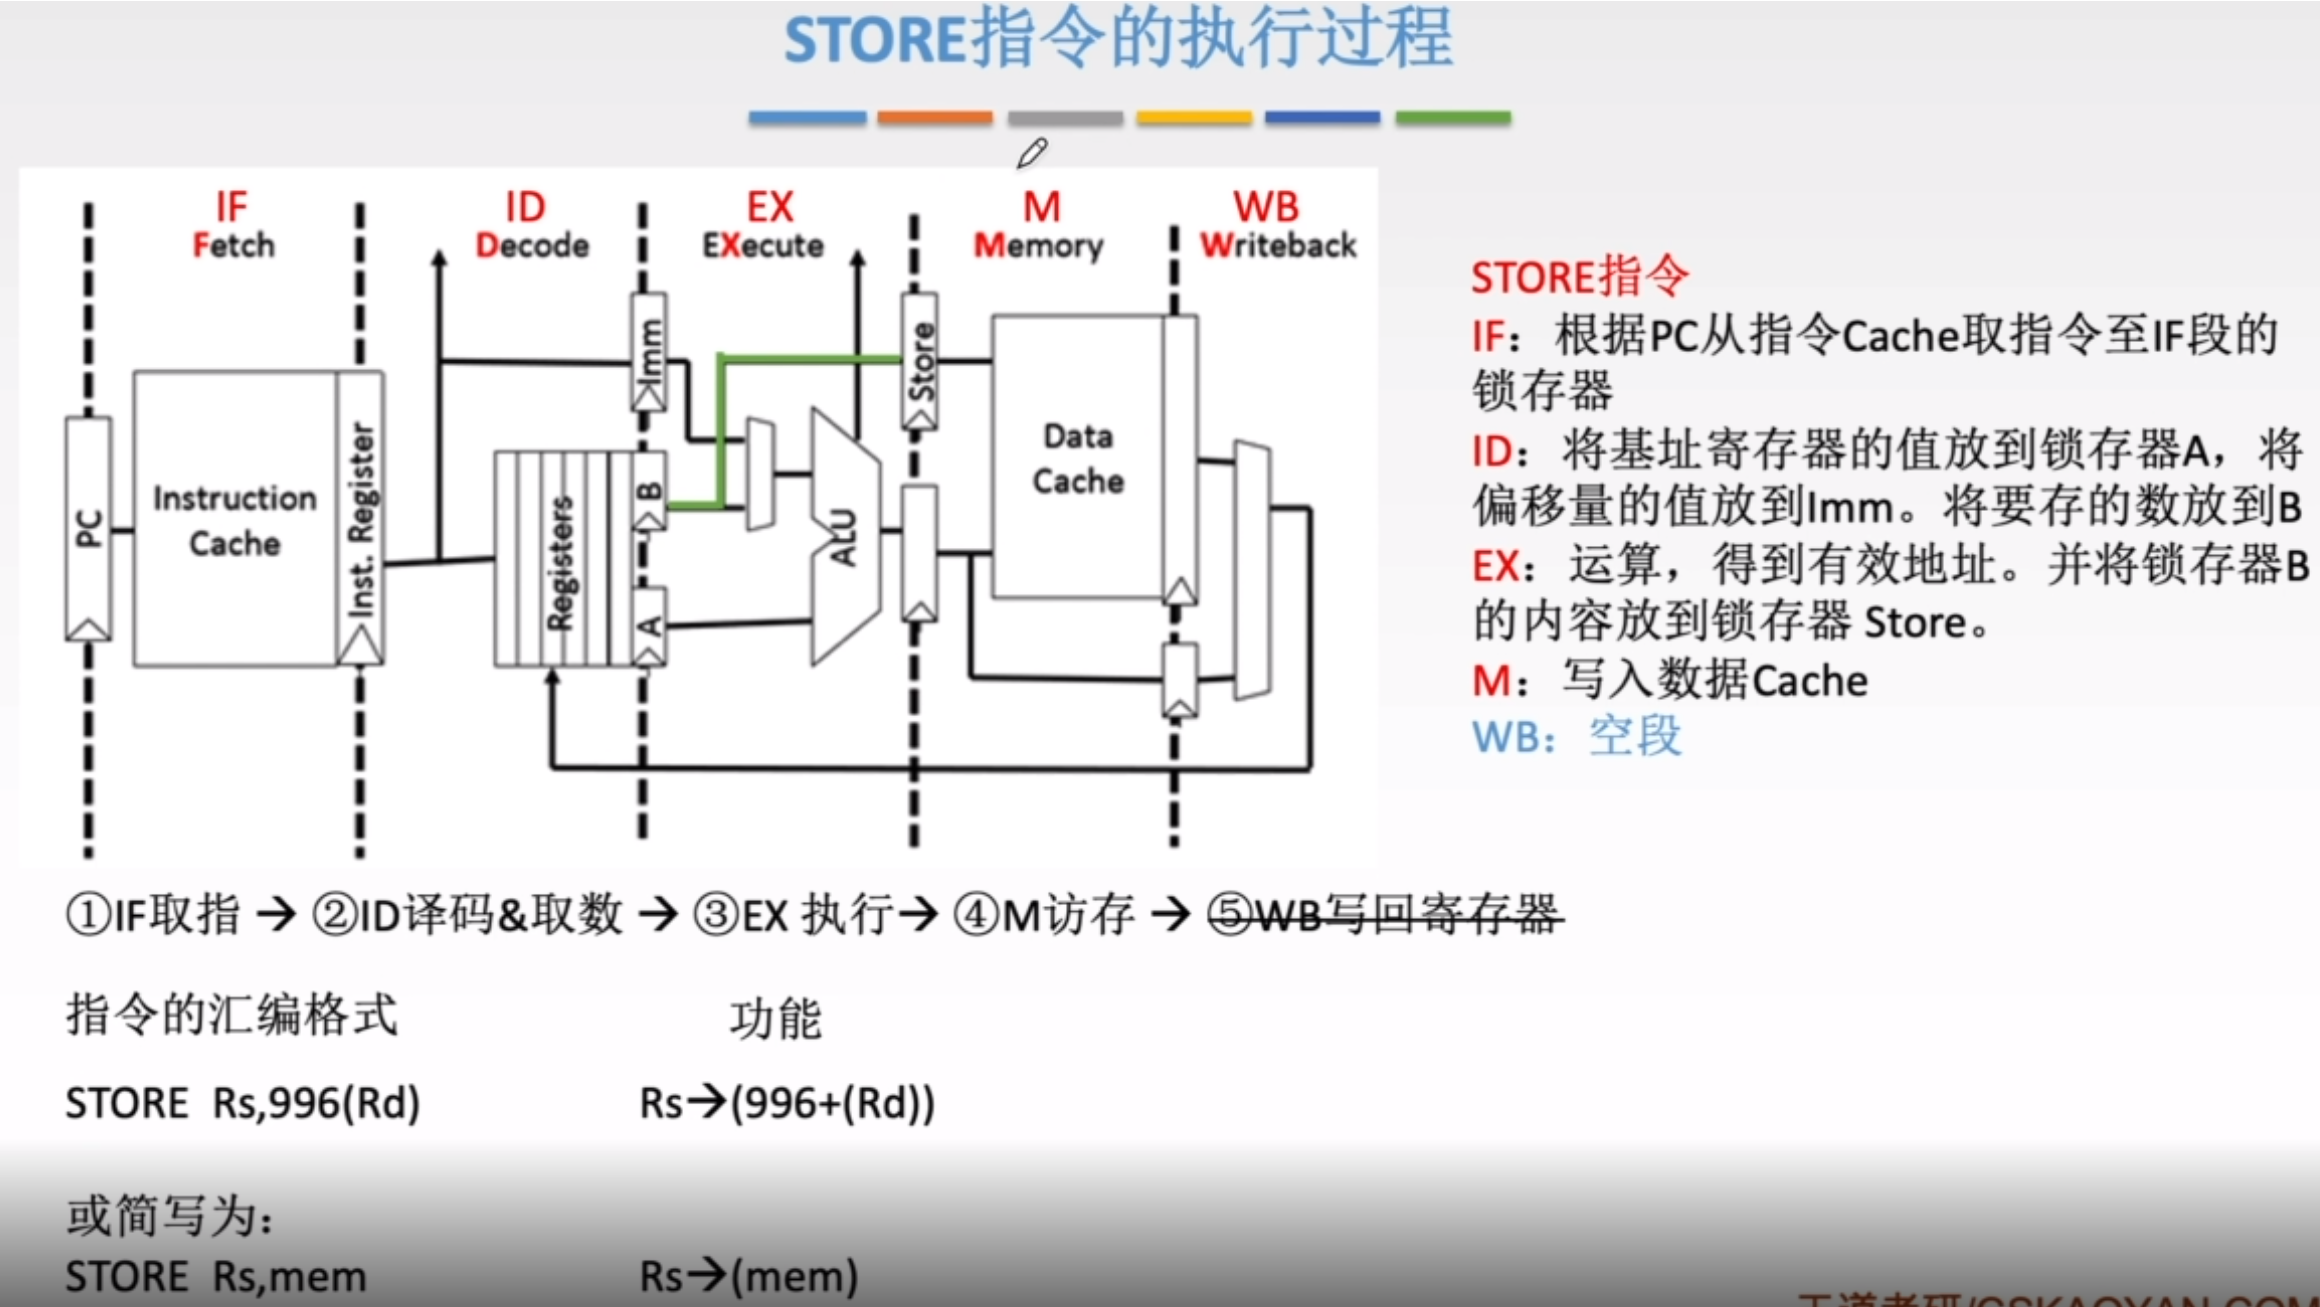 STORE指令的执行过程
IF
Fetch
ID
Decode
EX
EXecute
M
Memory
WB
Writeback
PC
Instruction
Cache
Inst. Register
Registers
Imm
B
A
ALU
Store
Data
Cache
STORE指令
IF：根据PC从指令Cache取指令至IF段的
锁存器
ID：将基址寄存器的值放到锁存器A，将
偏移量的值放到Imm。将要存的数放到B
EX：运算，得到有效地址。并将锁存器B
的内容放到锁存器 Store。
M：写入数据Cache
WB：空段
①IF取指 → ②ID译码&取数 → ③EX 执行→ ④M访存 → ⑤WB写回寄存器
指令的汇编格式 功能
STORE Rs,996(Rd) Rs→(996+(Rd))
或简写为：
STORE Rs,mem Rs→(mem)
王道考研/CSKAOYAN.COM